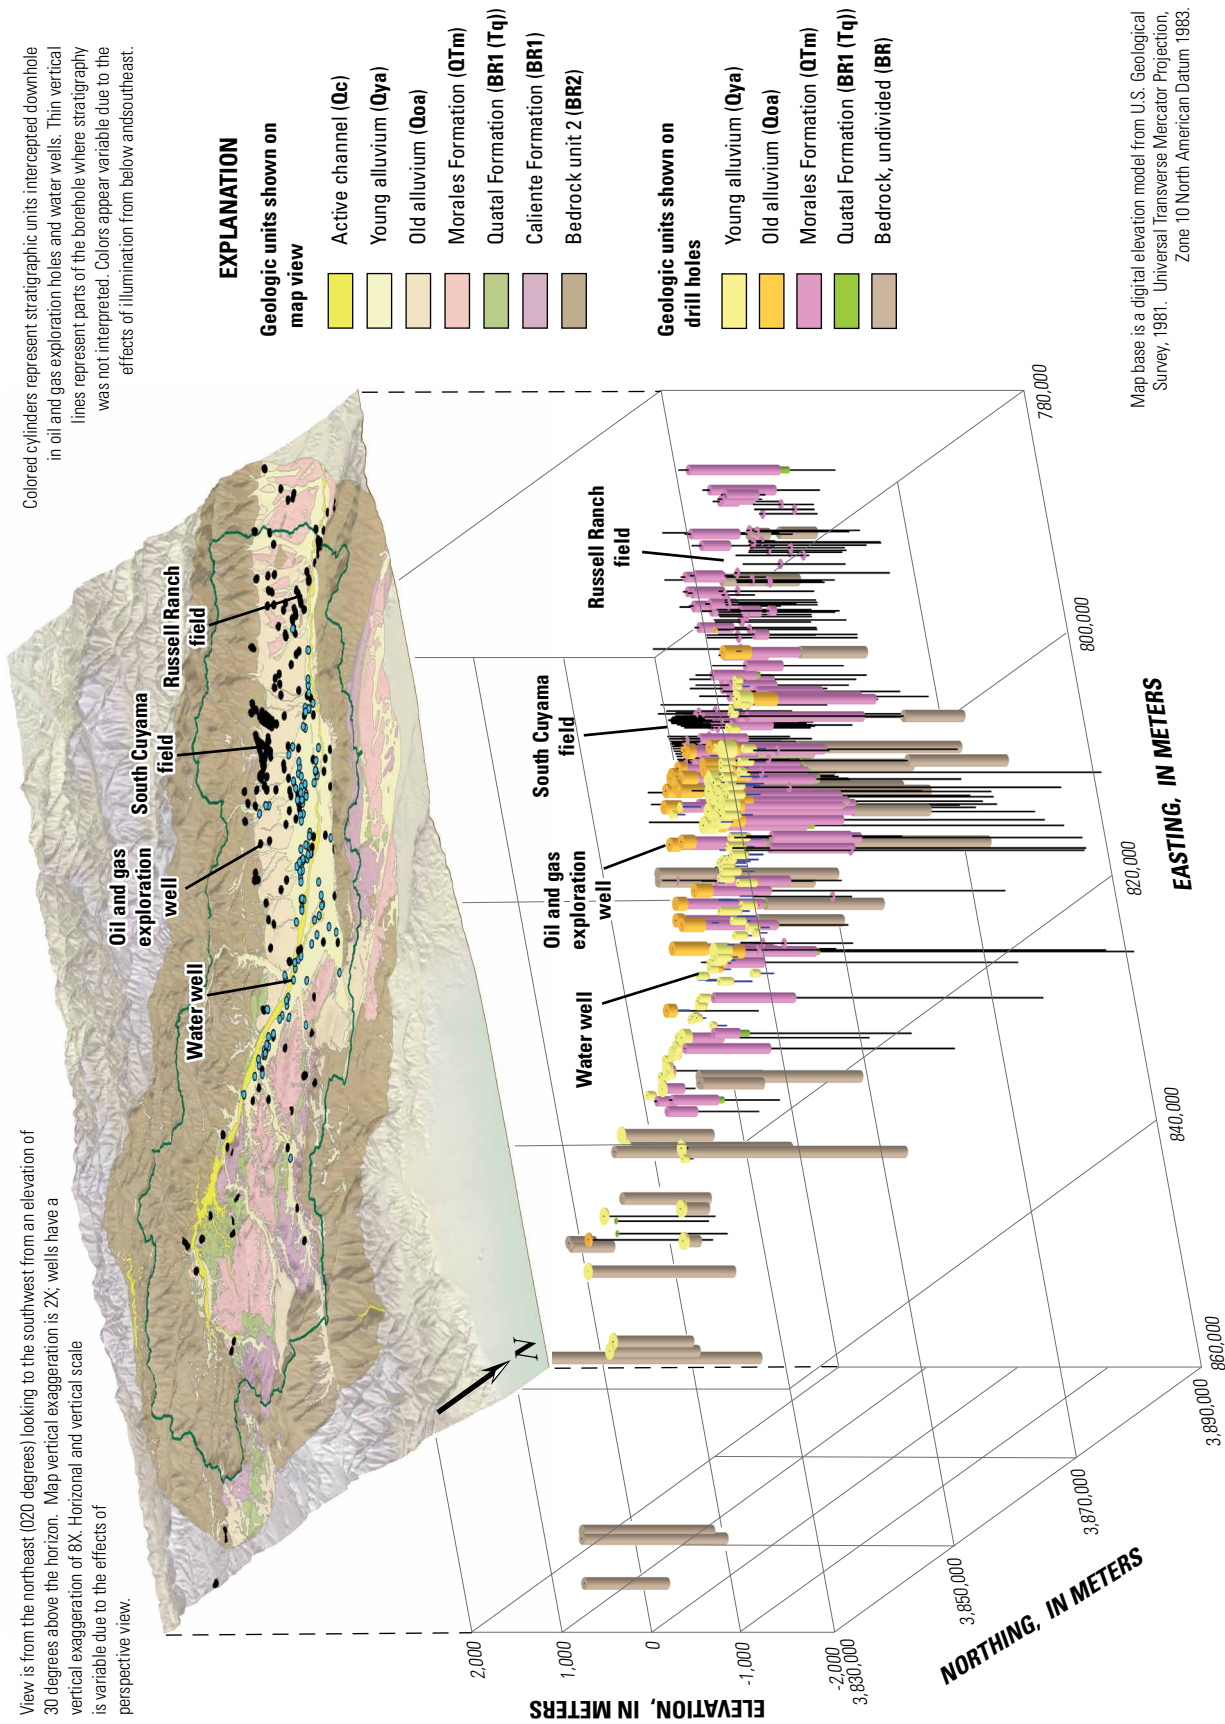 View is from the northeast (020 degrees) looking to the southwest from an elevation of
30 degrees above the horizon. Map vertical exaggeration is 2X; wells have a
vertical exaggeration of 8X. Horizontal and vertical scale
is variable due to the effects of
perspective view.
Colored cylinders represent stratigraphic units intercepted downhole
in oil and gas exploration holes and water wells. Thin vertical
lines represent parts of the borehole where stratigraphy
was not interpreted. Colors appear variable due to the
effects of illumination from below andsoutheast.
Water well
Oil and gas
exploration
well
South Cuyama
field
Russell Ranch
field
N
EXPLANATION
Geologic units shown on
map view
Active channel (Qc)
Young alluvium (Qya)
Old alluvium (Qoa)
Morales Formation (QTm)
Quatal Formation (BR1 (Tq))
Caliente Formation (BR1)
Bedrock unit 2 (BR2)
Geologic units shown on
drill holes
Young alluvium (Qya)
Old alluvium (Qoa)
Morales Formation (QTm)
Quatal Formation (BR1 (Tq))
Bedrock, undivided (BR)
Water well
Oil and gas
exploration
well
South Cuyama
field
Russell Ranch
field
2,000
1,000
0
-1,000
-2,000
ELEVATION, IN METERS
3,830,000
3,850,000
3,870,000
3,890,000
NORTHING, IN METERS
860,000
840,000
820,000
800,000
780,000
EASTING, IN METERS
Map base is a digital elevation model from U.S. Geological
Survey, 1981. Universal Transverse Mercator Projection,
Zone 10 North American Datum 1983.